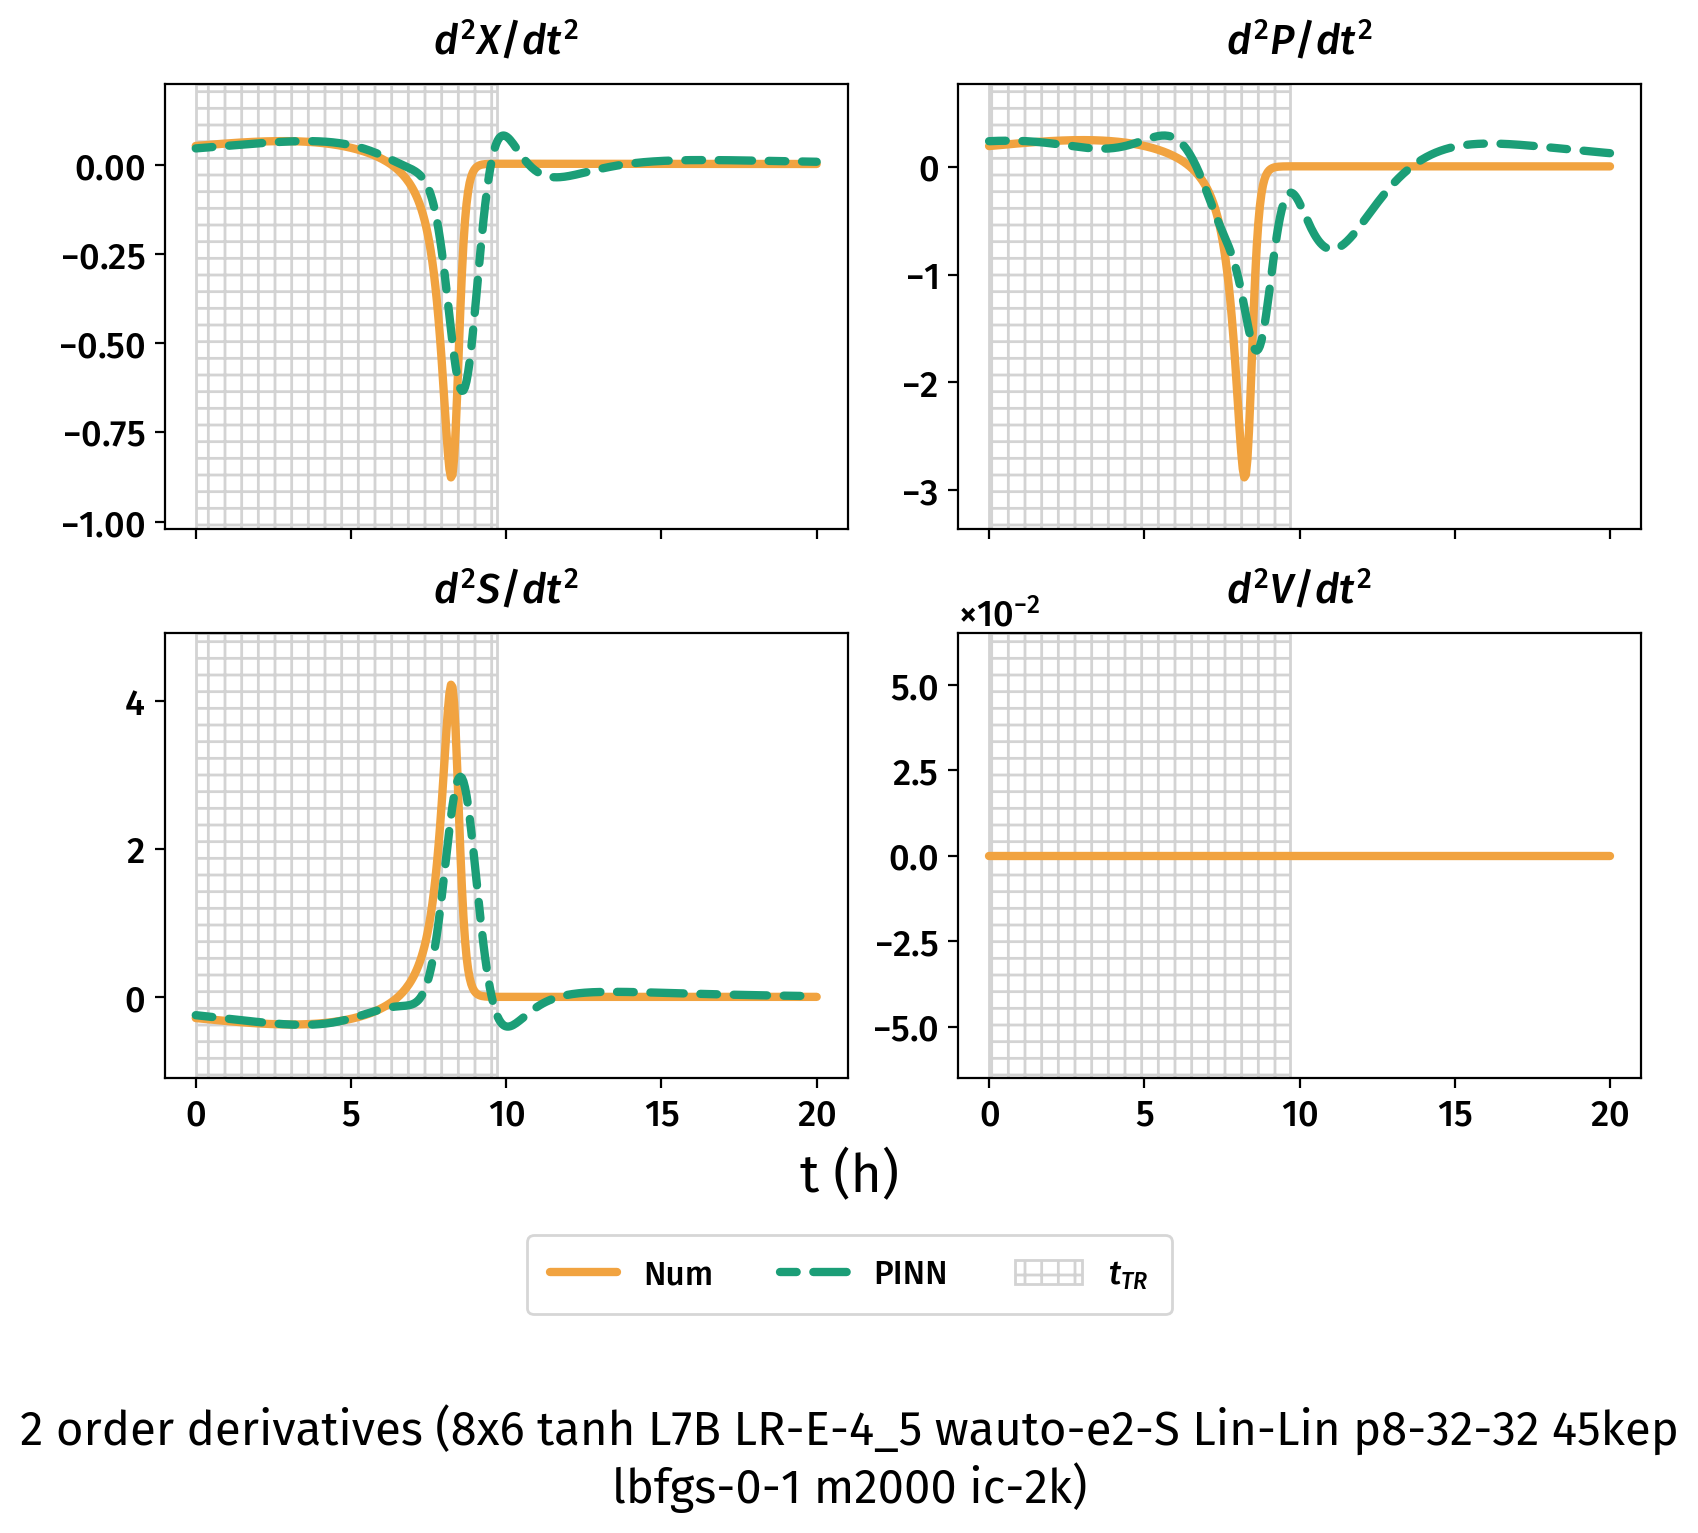 d²X/dt²
d²P/dt²
0.00
−0.25
−0.50
−0.75
−1.00
0
−1
−2
−3
d²S/dt²
d²V/dt²
×10⁻²
4
2
0
5.0
2.5
0.0
−2.5
−5.0
0 5 10 15 20
0 5 10 15 20
t (h)
Num PINN t_TR
2 order derivatives (8x6 tanh L7B LR-E-4_5 wauto-e2-S Lin-Lin p8-32-32 45kep
lbfgs-0-1 m2000 ic-2k)